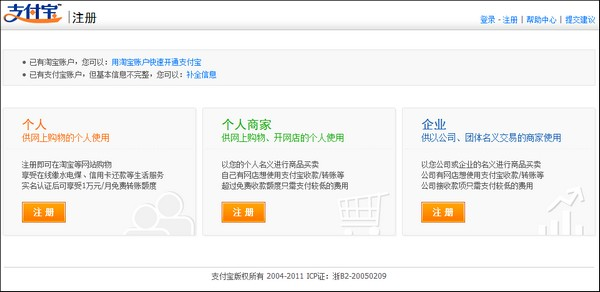 支付宝™ | 注册
登录 - 注册 | 帮助中心 | 提交建议
• 已有淘宝账户，您可以：用淘宝账户快速开通支付宝
• 已有支付宝账户，但基本信息不完整，您可以：补全信息
个人
供网上购物的个人使用
注册即可在淘宝等网站购物
享受在线缴水电煤、信用卡还款等生活服务
实名认证后可享受1万元/月免费转账额度
注 册
个人商家
供网上购物、开网店的个人使用
以您的个人名义进行商品买卖
自己有网店想使用支付宝收款/转账等
超过免费收款额度只需支付较低的费用
注 册
企业
供以公司、团体名义交易的商家使用
以您公司或企业的名义进行商品买卖
公司有网店想使用支付宝收款/转账等
公司接收款项只需支付较低的费用
注 册
支付宝版权所有 2004-2011 ICP证：浙B2-20050209